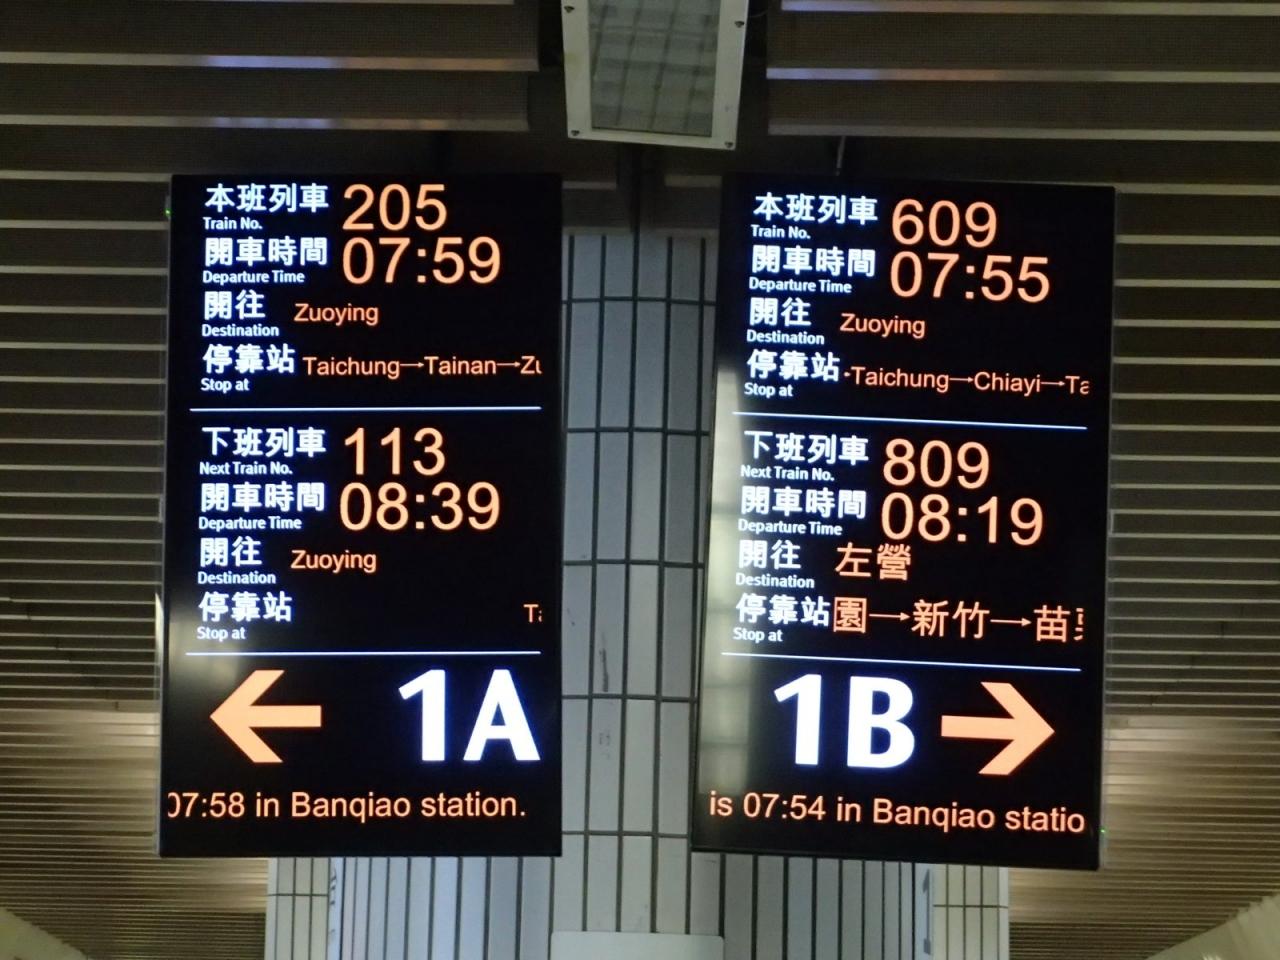 本班列車 205
Train No.
開車時間 07:59
Departure Time
開往 Zuoying
Destination
停靠站 Taichung→Tainan→Zu
Stop at
下班列車 113
Next Train No.
開車時間 08:39
Departure Time
開往 Zuoying
Destination
停靠站 Ta
Stop at
← 1A
07:58 in Banqiao station.
本班列車 609
Train No.
開車時間 07:55
Departure Time
開往 Zuoying
Destination
停靠站 Taichung→Chiayi→Ta
Stop at
下班列車 809
Next Train No.
開車時間 08:19
Departure Time
開往 左營
Destination
停靠站 園→新竹→苗
Stop at
1B →
is 07:54 in Banqiao statio